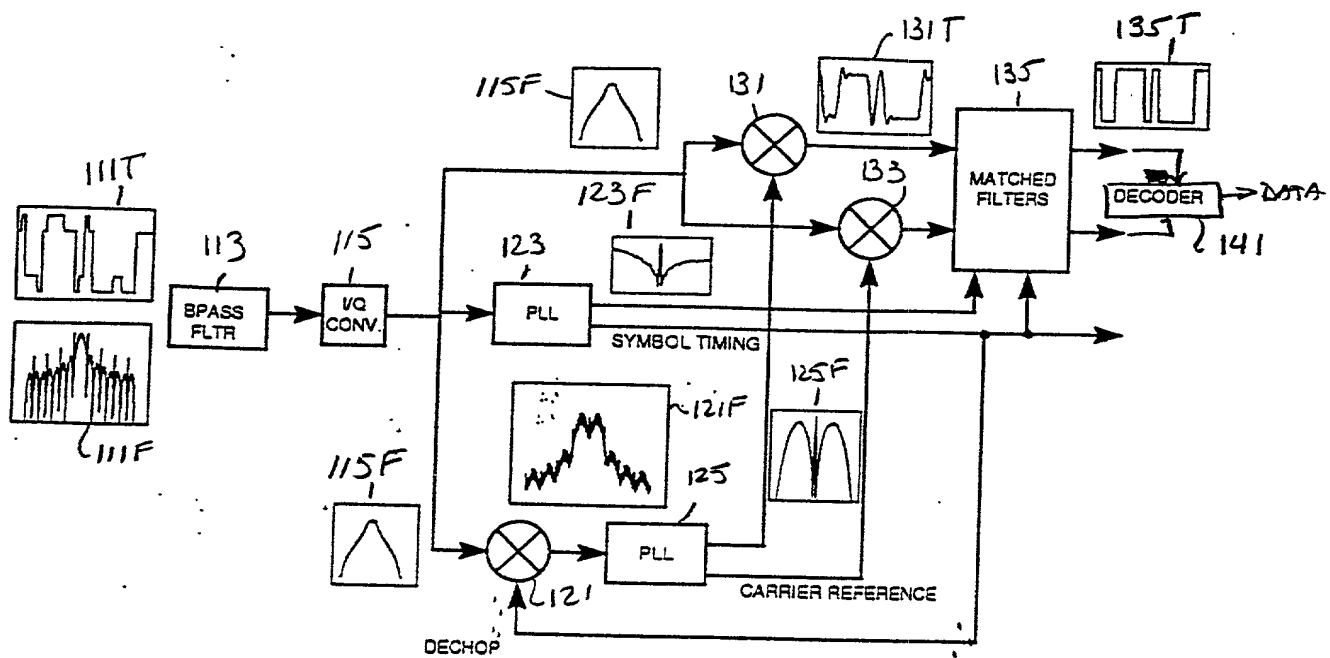 131T
135T
115F
131
135
111T
123F
133
MATCHED
FILTERS
DECODER
DATA
141
113
115
123
BPASS
FLTR
I/Q
CONV.
PLL
SYMBOL TIMING
111F
121F
125F
115F
125
PLL
121
CARRIER REFERENCE
DECHOP